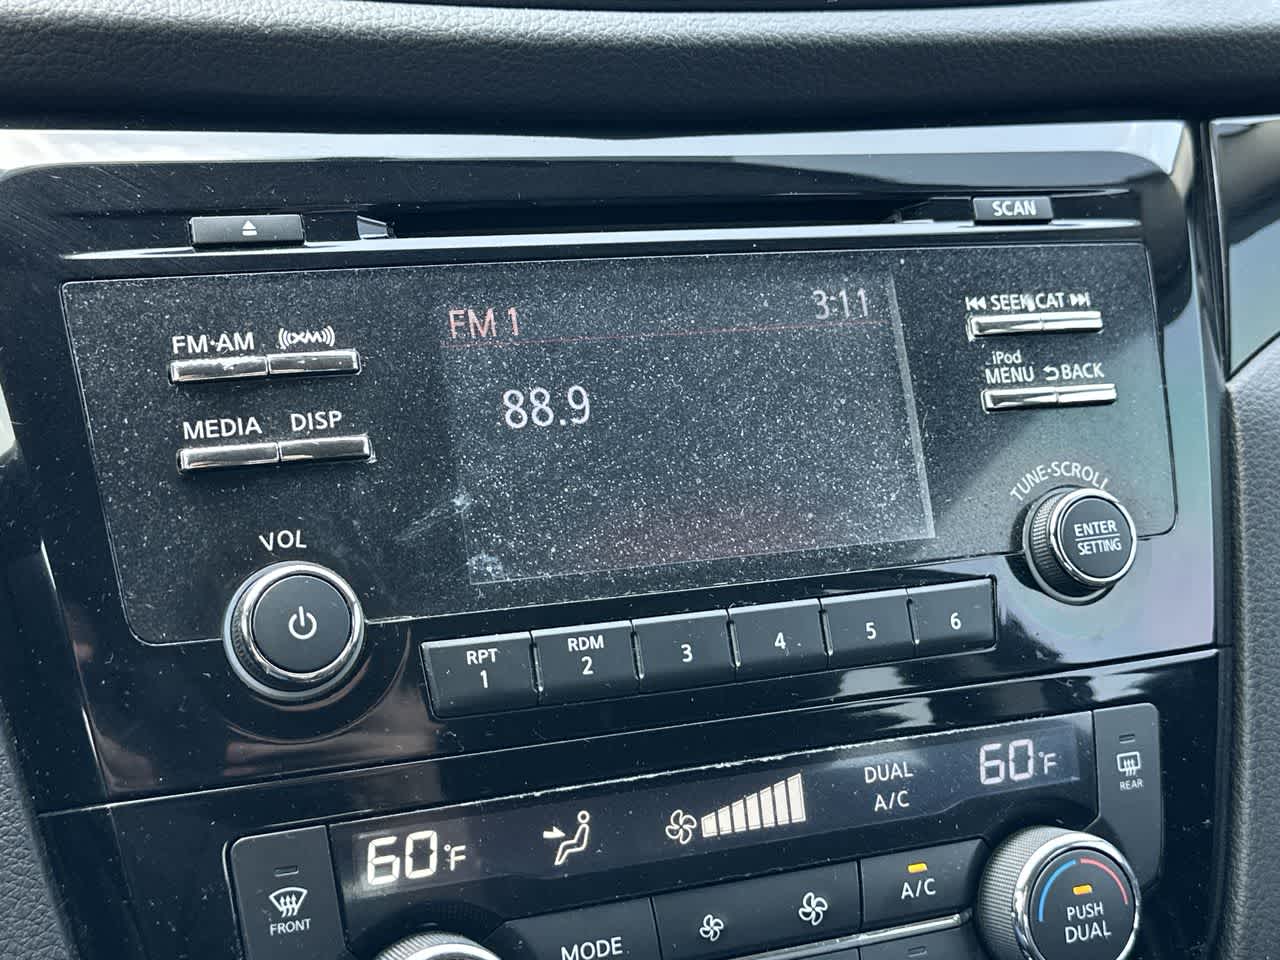 SCAN
FM·AM
((XM))
MEDIA
DISP
VOL
FM 1
3:11
88.9
SEEK
CAT
iPod
MENU
BACK
TUNE·SCROLL
ENTER
SETTING
RPT
1
RDM
2
3
4
5
6
60°F
DUAL
A/C
60°F
REAR
FRONT
MODE
A/C
PUSH
DUAL